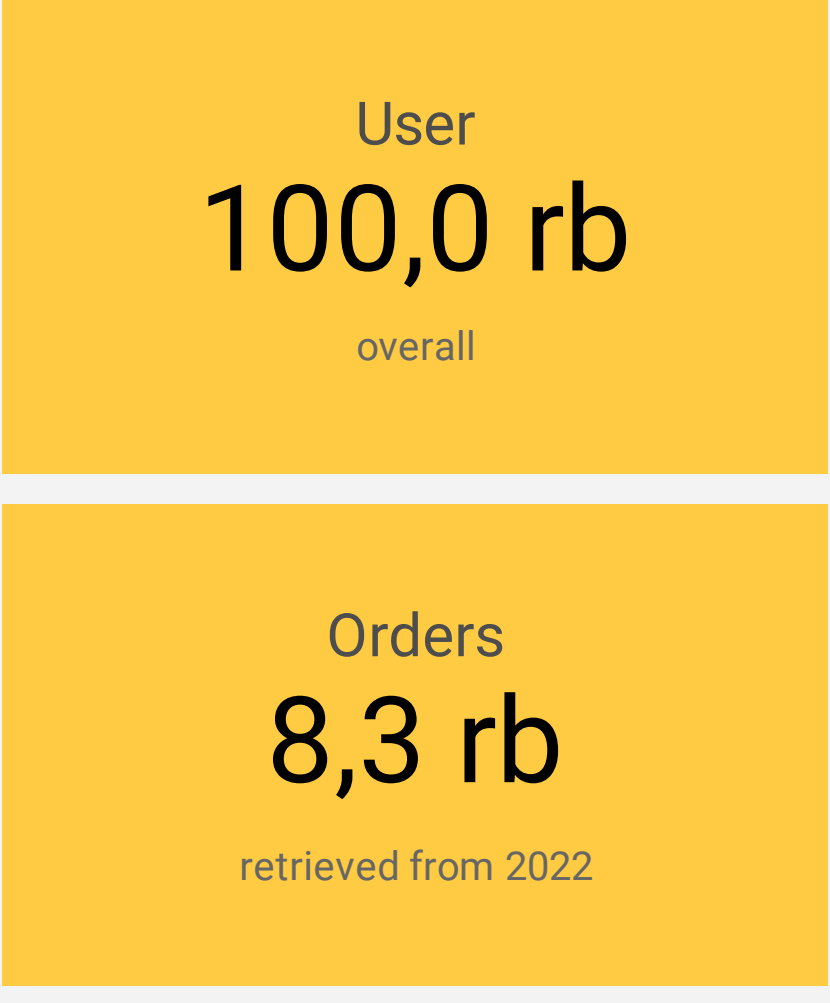 User
100,0 rb
overall
Orders
8,3 rb
retrieved from 2022